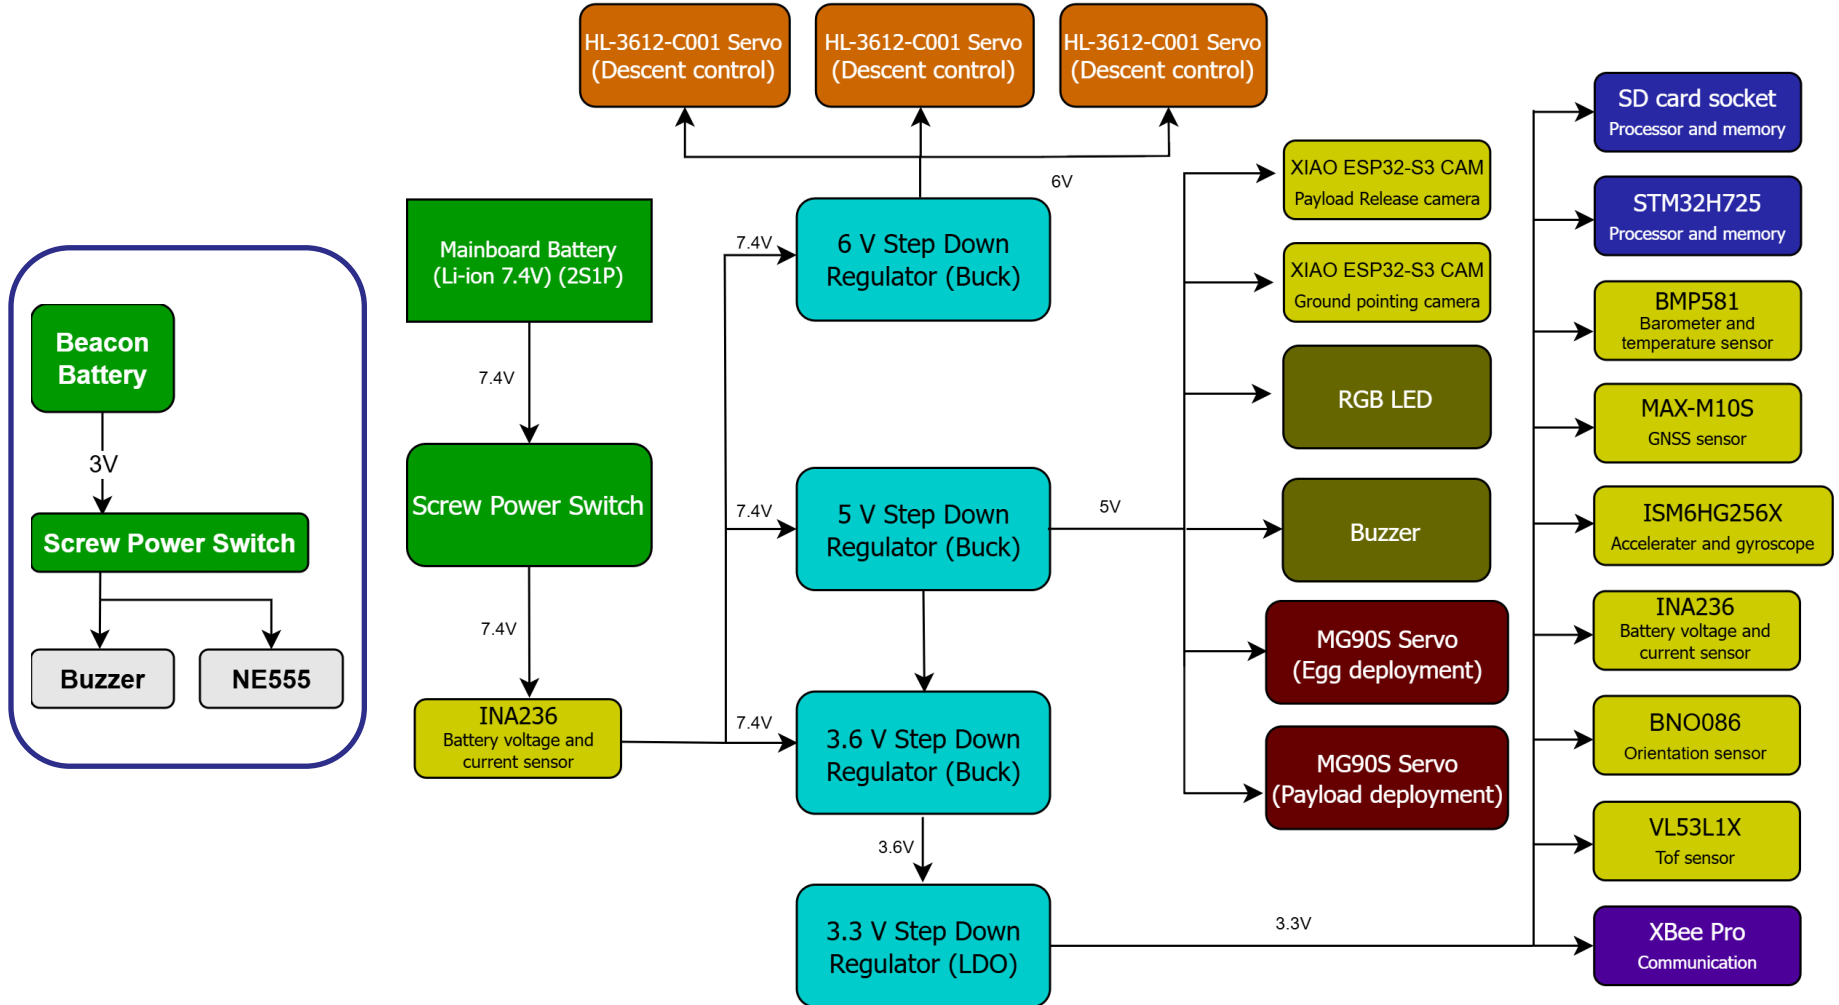 HL-3612-C001 Servo
(Descent control)
HL-3612-C001 Servo
(Descent control)
HL-3612-C001 Servo
(Descent control)
6V
Beacon
Battery
3V
Screw Power Switch
Buzzer
NE555
Mainboard Battery
(Li-ion 7.4V) (2S1P)
7.4V
Screw Power Switch
7.4V
INA236
Battery voltage and
current sensor
7.4V
6 V Step Down
Regulator (Buck)
7.4V
5 V Step Down
Regulator (Buck)
7.4V
3.6 V Step Down
Regulator (Buck)
3.6V
3.3 V Step Down
Regulator (LDO)
5V
XIAO ESP32-S3 CAM
Payload Release camera
XIAO ESP32-S3 CAM
Ground pointing camera
RGB LED
Buzzer
MG90S Servo
(Egg deployment)
MG90S Servo
(Payload deployment)
3.3V
SD card socket
Processor and memory
STM32H725
Processor and memory
BMP581
Barometer and
temperature sensor
MAX-M10S
GNSS sensor
ISM6HG256X
Accelerater and gyroscope
INA236
Battery voltage and
current sensor
BNO086
Orientation sensor
VL53L1X
Tof sensor
XBee Pro
Communication